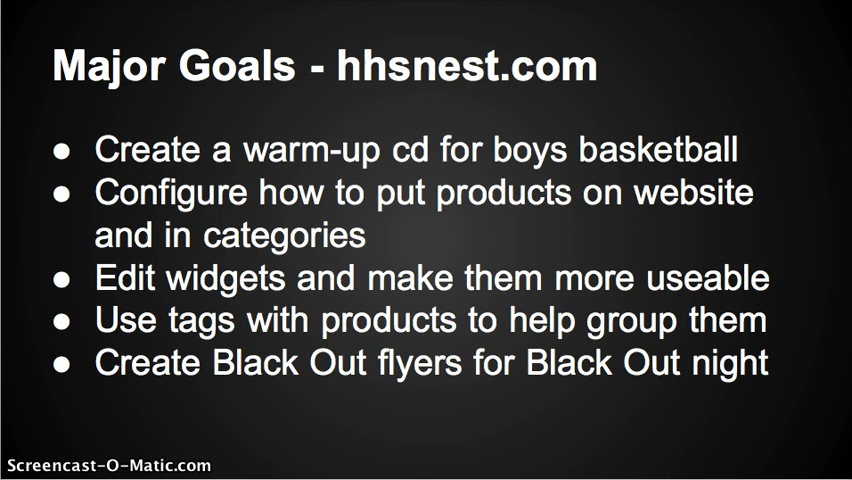 Major Goals - hhsnest.com
● Create a warm-up cd for boys basketball
● Configure how to put products on website
and in categories
● Edit widgets and make them more useable
● Use tags with products to help group them
● Create Black Out flyers for Black Out night
Screencast-O-Matic.com